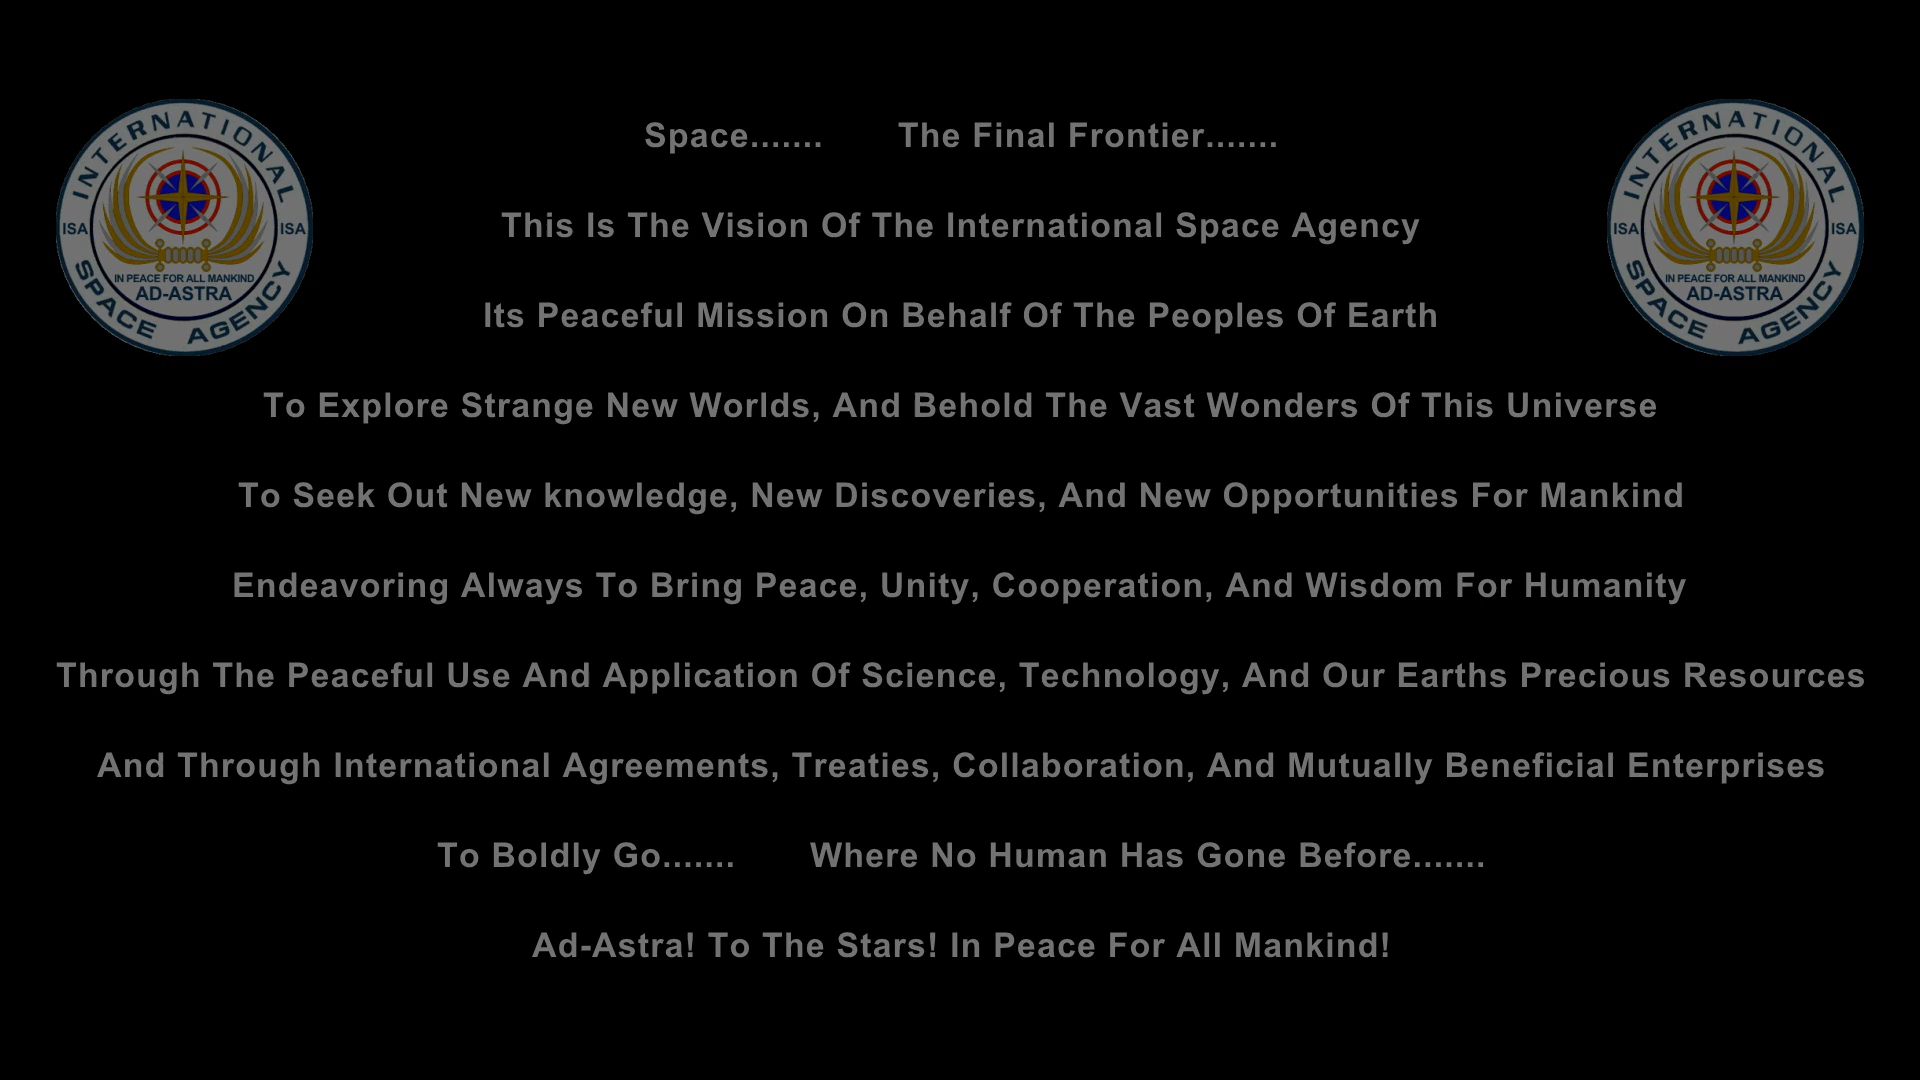 INTERNATIONAL
ISA ISA
IN PEACE FOR ALL MANKIND
AD-ASTRA
SPACE AGENCY
INTERNATIONAL
ISA ISA
IN PEACE FOR ALL MANKIND
AD-ASTRA
SPACE AGENCY
Space....... The Final Frontier.......
This Is The Vision Of The International Space Agency
Its Peaceful Mission On Behalf Of The Peoples Of Earth
To Explore Strange New Worlds, And Behold The Vast Wonders Of This Universe
To Seek Out New knowledge, New Discoveries, And New Opportunities For Mankind
Endeavoring Always To Bring Peace, Unity, Cooperation, And Wisdom For Humanity
Through The Peaceful Use And Application Of Science, Technology, And Our Earths Precious Resources
And Through International Agreements, Treaties, Collaboration, And Mutually Beneficial Enterprises
To Boldly Go....... Where No Human Has Gone Before.......
Ad-Astra! To The Stars! In Peace For All Mankind!